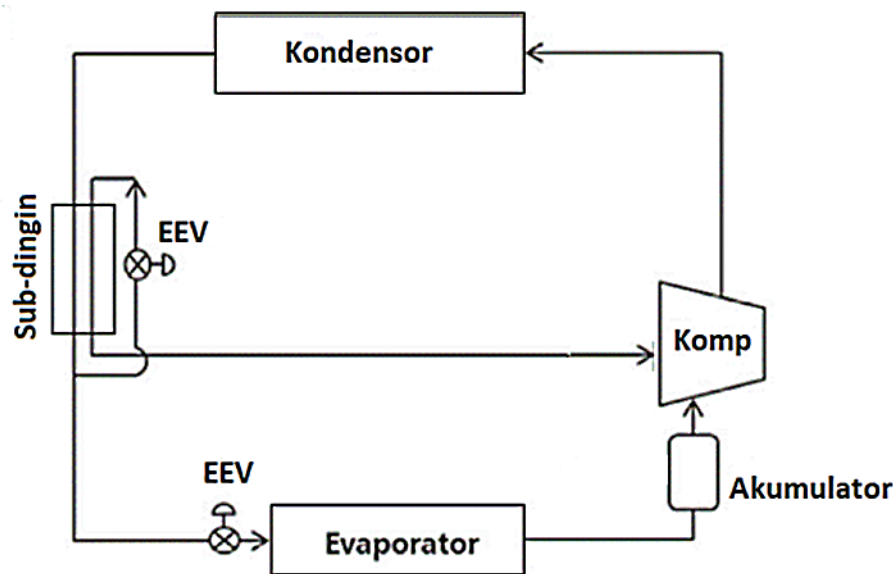 Kondensor
Sub-dingin
EEV
Komp
EEV
Akumulator
Evaporator